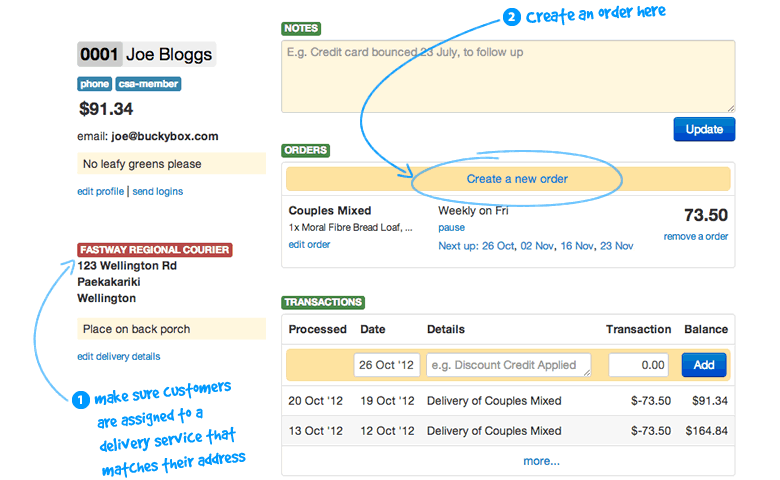 2 Create an order here
NOTES
E.g. Credit card bounced 23 July, to follow up
Update
0001 Joe Bloggs
phone csa-member
$91.34
email: joe@buckybox.com
No leafy greens please
edit profile | send logins
ORDERS
Create a new order
Couples Mixed Weekly on Fri 73.50
1x Moral Fibre Bread Loaf, ... pause
edit order Next up: 26 Oct, 02 Nov, 16 Nov, 23 Nov remove a order
FASTWAY REGIONAL COURIER
123 Wellington Rd
Paekakariki
Wellington
Place on back porch
edit delivery details
1 make sure customers
are assigned to a
delivery service that
matches their address
TRANSACTIONS
Processed Date Details Transaction Balance
26 Oct '12 e.g. Discount Credit Applied 0.00 Add
20 Oct '12 19 Oct '12 Delivery of Couples Mixed $-73.50 $91.34
13 Oct '12 12 Oct '12 Delivery of Couples Mixed $-73.50 $164.84
more...